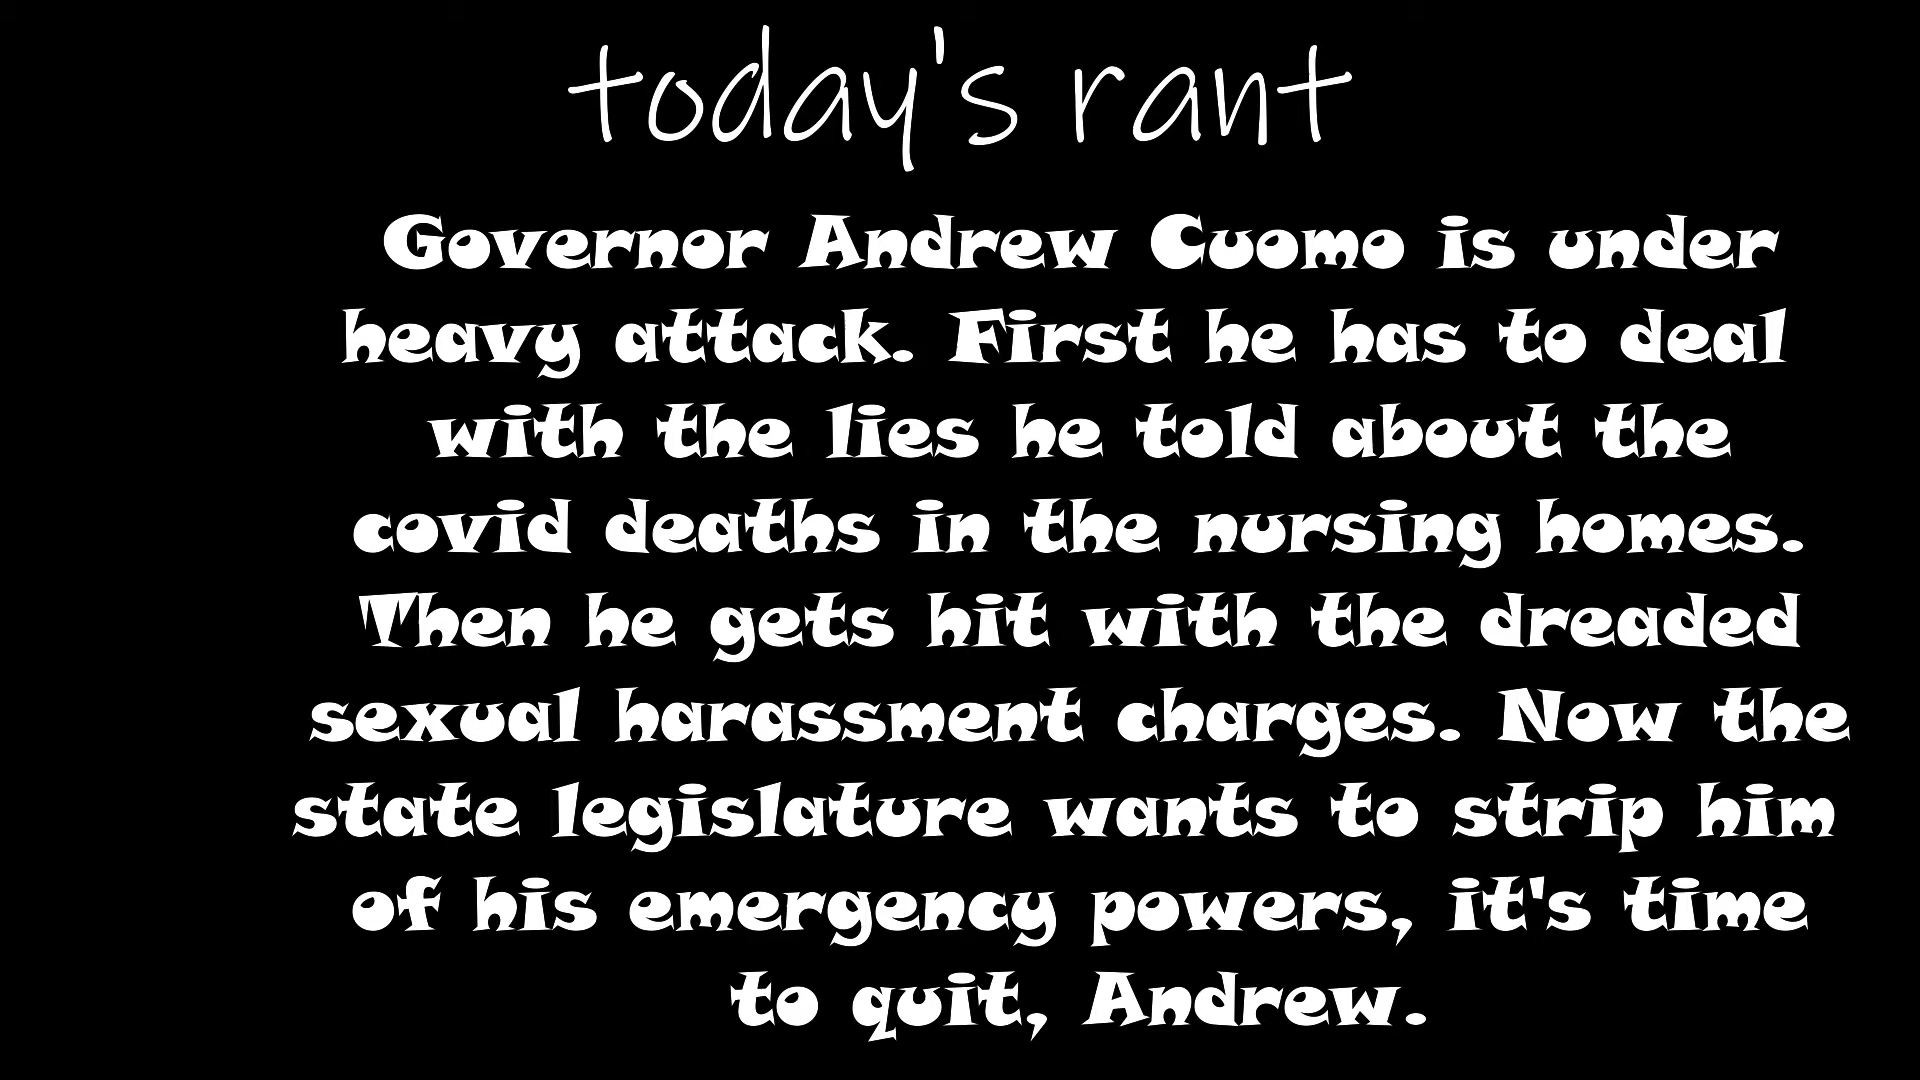 today's rant
Governor Andrew Cuomo is under
heavy attack. First he has to deal
with the lies he told about the
covid deaths in the nursing homes.
Then he gets hit with the dreaded
sexual harassment charges. Now the
state legislature wants to strip him
of his emergency powers, it's time
to quit, Andrew.